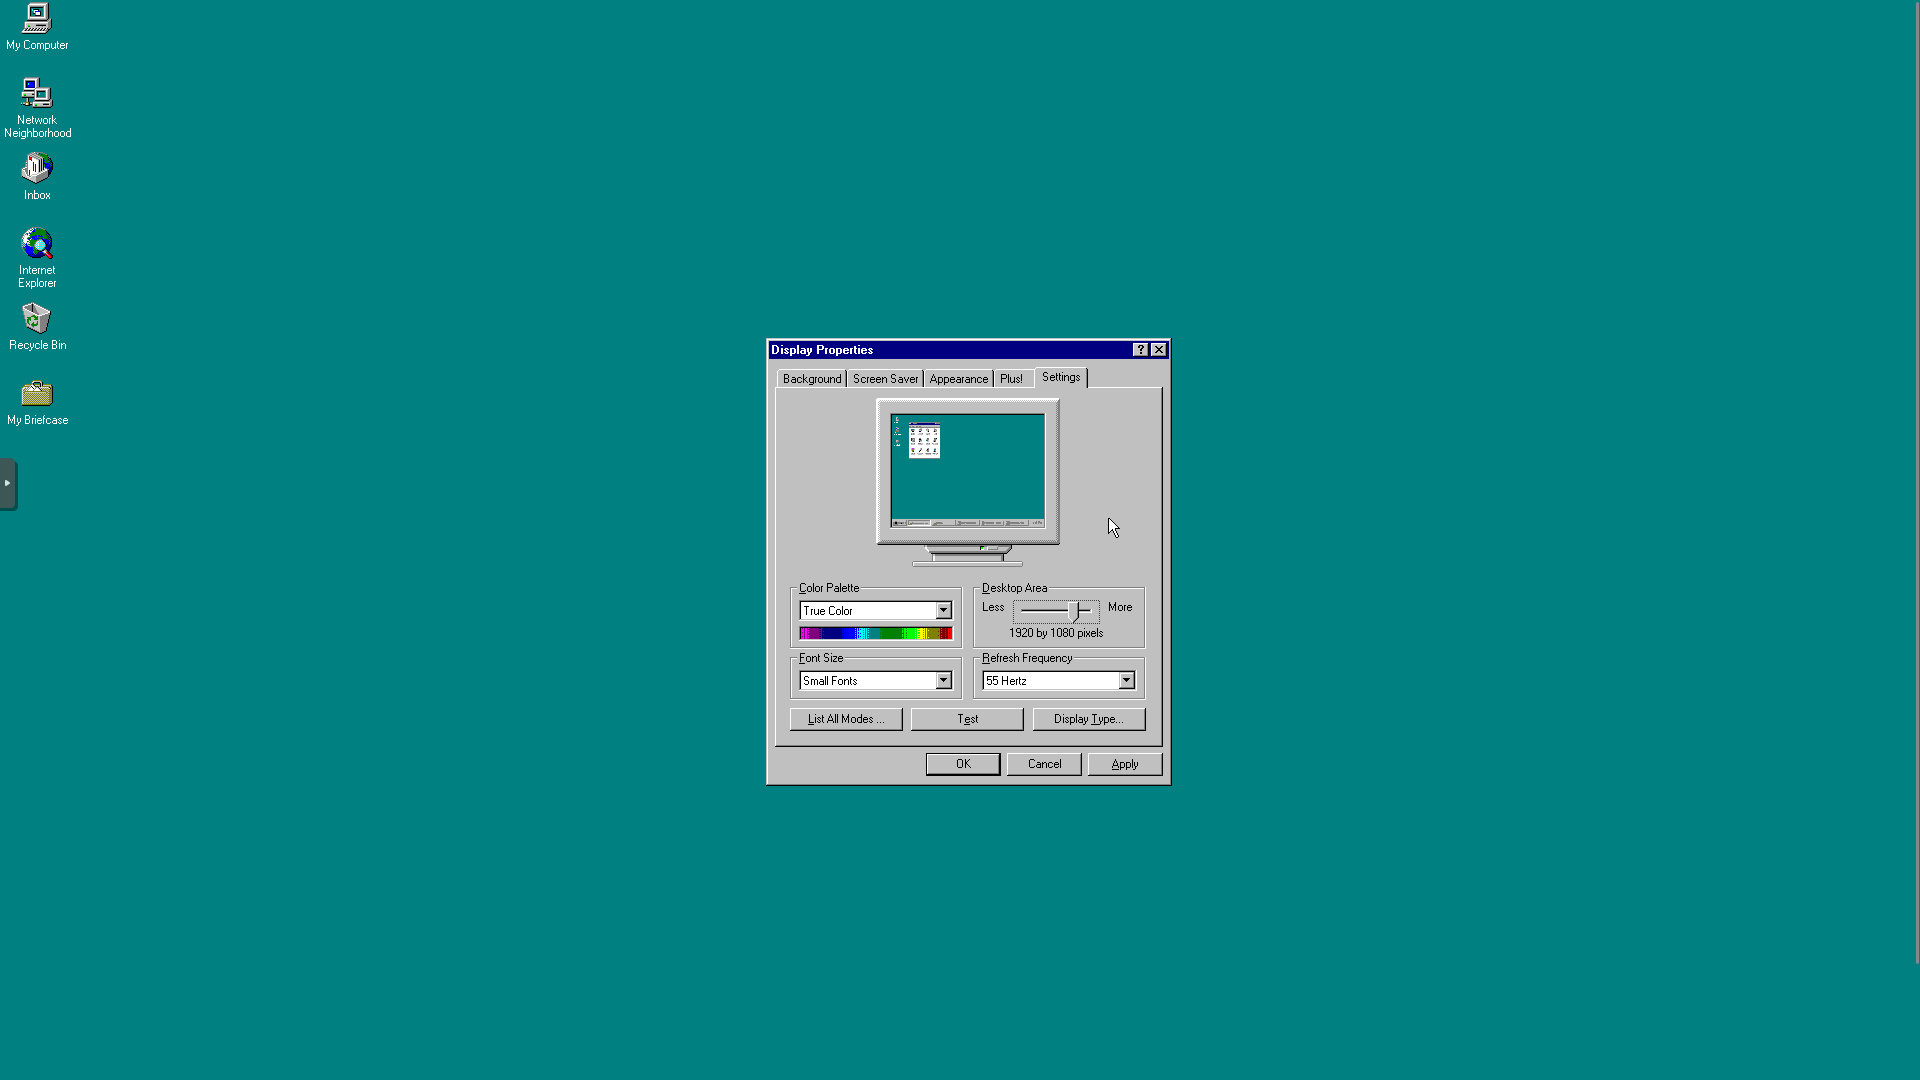 My Computer
Network
Neighborhood
Inbox
Internet
Explorer
Recycle Bin
My Briefcase
Display Properties
Background
Screen Saver
Appearance
Plus!
Settings
Color Palette
True Color
Desktop Area
Less
More
1920 by 1080 pixels
Font Size
Small Fonts
Refresh Frequency
55 Hertz
List All Modes ...
Test
Display Type...
OK
Cancel
Apply